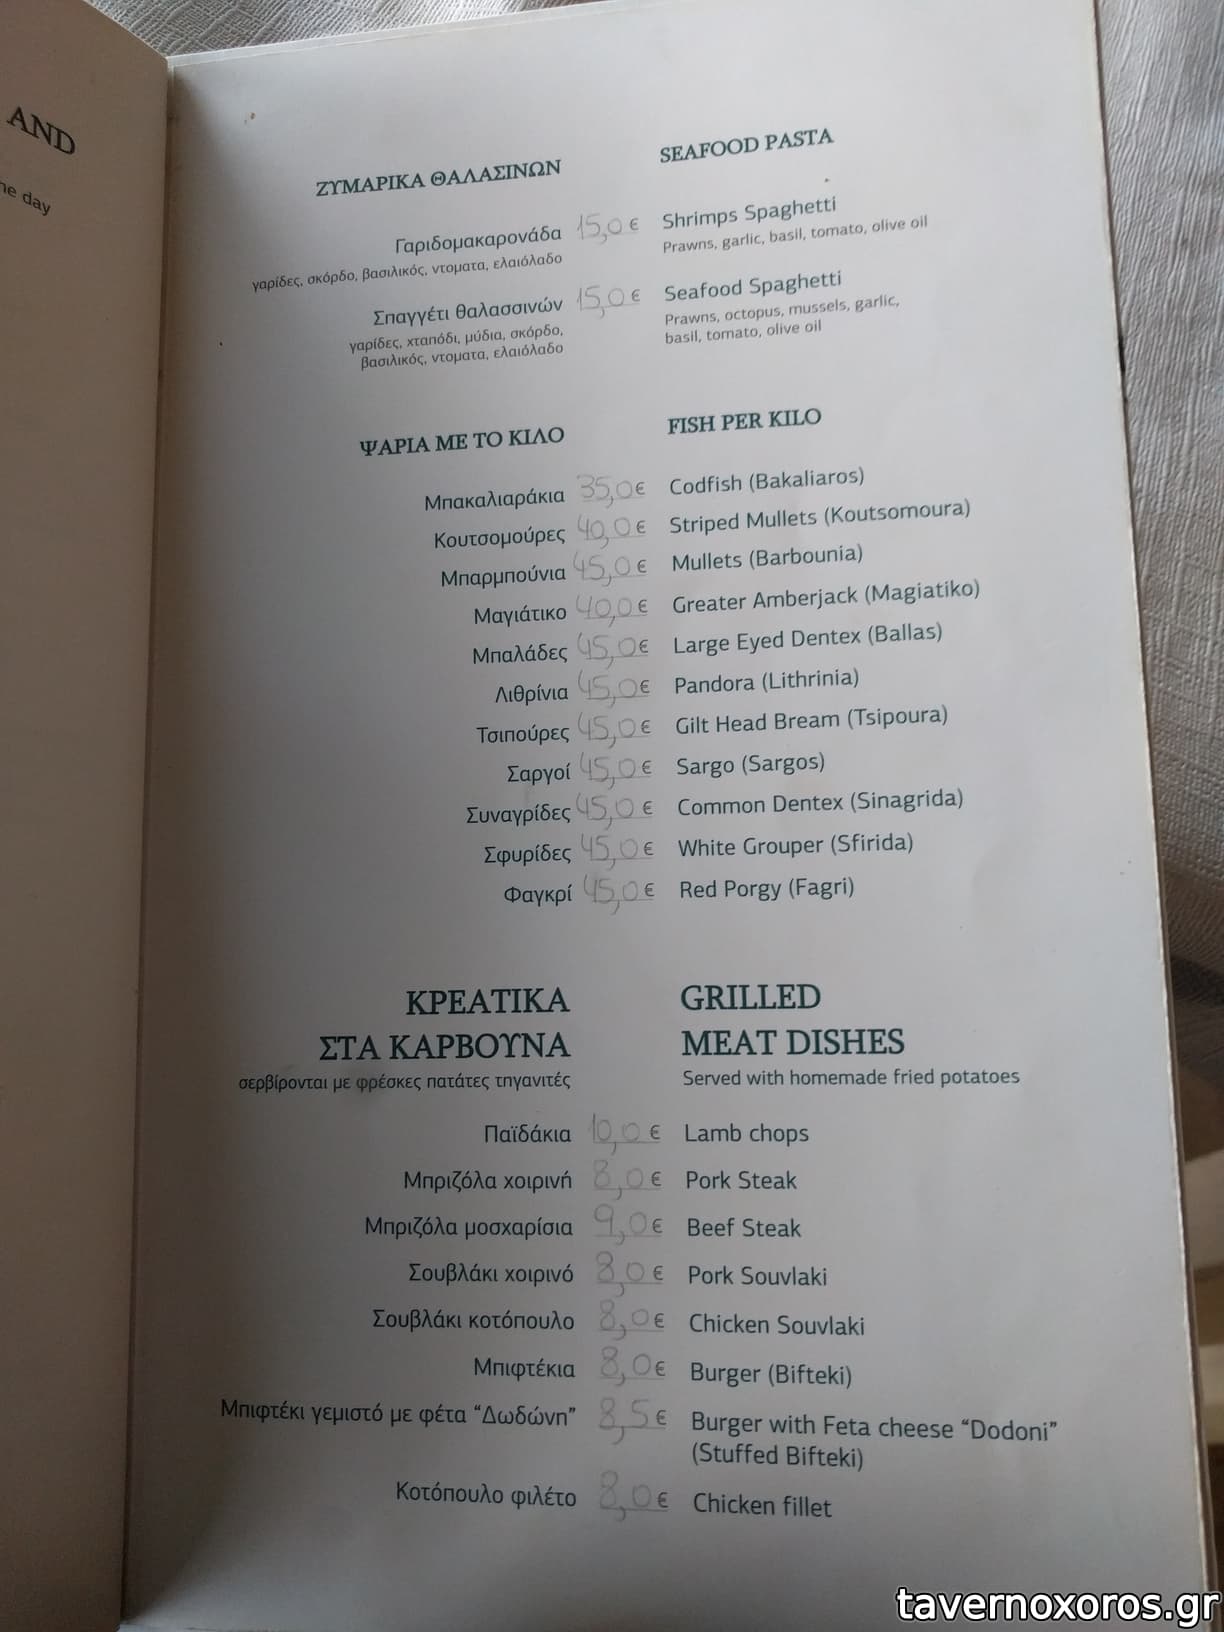 AND
he day
ΖΥΜΑΡΙΚΑ ΘΑΛΑΣΙΝΩΝ
SEAFOOD PASTA
Γαριδομακαρονάδα 15,0 € Shrimps Spaghetti
γαρίδες, σκόρδο, βασιλικός, ντοματα, ελαιόλαδο
Prawns, garlic, basil, tomato, olive oil
Σπαγγέτι θαλασσινών 15,0 € Seafood Spaghetti
γαρίδες, χταπόδι, μύδια, σκόρδο,
βασιλικός, ντοματα, ελαιόλαδο
Prawns, octopus, mussels, garlic,
basil, tomato, olive oil
ΨΑΡΙΑ ΜΕ ΤΟ ΚΙΛΟ
FISH PER KILO
Μπακαλιαράκια 35,0 € Codfish (Bakaliaros)
Κουτσομούρες 40,0 € Striped Mullets (Koutsomoura)
Μπαρμπούνια 45,0 € Mullets (Barbounia)
Μαγιάτικο 40,0 € Greater Amberjack (Magiatiko)
Μπαλάδες 45,0 € Large Eyed Dentex (Ballas)
Λιθρίνια 45,0 € Pandora (Lithrinia)
Τσιπούρες 45,0 € Gilt Head Bream (Tsipoura)
Σαργοί 45,0 € Sargo (Sargos)
Συναγρίδες 45,0 € Common Dentex (Sinagrida)
Σφυρίδες 45,0 € White Grouper (Sfirida)
Φαγκρί 45,0 € Red Porgy (Fagri)
ΚΡΕΑΤΙΚΑ
ΣΤΑ ΚΑΡΒΟΥΝΑ
σερβίρονται με φρέσκες πατάτες τηγανιτές
GRILLED
MEAT DISHES
Served with homemade fried potatoes
Παϊδάκια 10,0 € Lamb chops
Μπριζόλα χοιρινή 8,0 € Pork Steak
Μπριζόλα μοσχαρίσια 9,0 € Beef Steak
Σουβλάκι χοιρινό 8,0 € Pork Souvlaki
Σουβλάκι κοτόπουλο 8,0 € Chicken Souvlaki
Μπιφτέκια 8,0 € Burger (Bifteki)
Μπιφτέκι γεμιστό με φέτα “Δωδώνη” 8,5 € Burger with Feta cheese “Dodoni”
(Stuffed Bifteki)
Κοτόπουλο φιλέτο 8,0 € Chicken fillet
tavernoxoros.gr